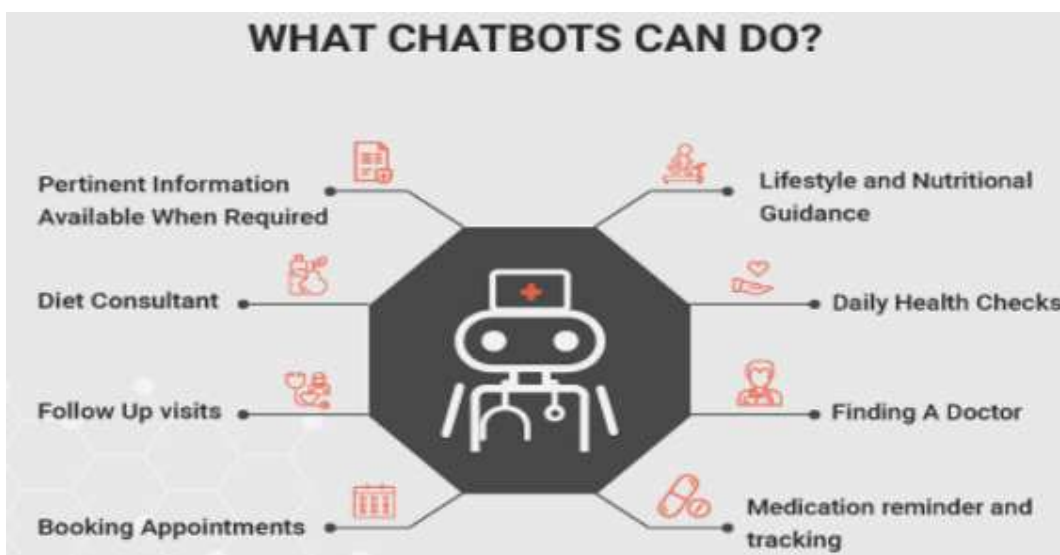 WHAT CHATBOTS CAN DO?
Pertinent Information
Available When Required
Diet Consultant
Follow Up visits
Booking Appointments
Lifestyle and Nutritional
Guidance
Daily Health Checks
Finding A Doctor
Medication reminder and
tracking